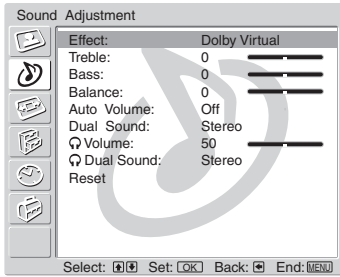 Sound Adjustment
Effect: Dolby Virtual
Treble: 0
Bass: 0
Balance: 0
Auto Volume: Off
Dual Sound: Stereo
Volume: 50
Dual Sound: Stereo
Reset
Select: Set: OK Back: End: MENU